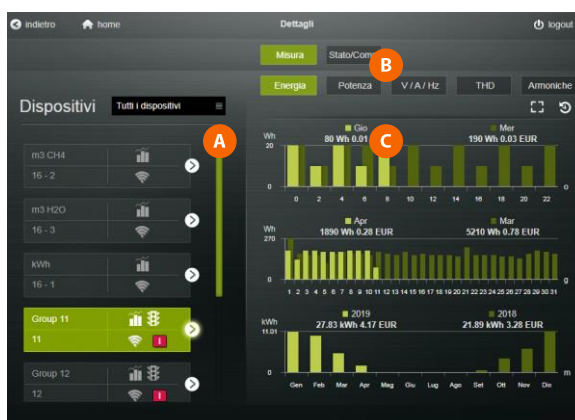 indietro home Dettagli logout
Misura Stato/Com
B
Energia Potenza V / A / Hz THD Armoniche
Dispositivi Tutti i dispositivi
A
C
m3 CH4
16 - 2
m3 H2O
16 - 3
kWh
16 - 1
Group 11
11 I
Group 12
12 I
Wh Gio Mer
80 Wh 0.01 190 Wh 0.03 EUR
20
0
0 2 4 6 8 10 12 14 16 18 20 22 o
Wh Apr Mar
1890 Wh 0.28 EUR 5210 Wh 0.78 EUR
270
0
1 2 3 4 5 6 7 8 9 10 11 12 13 14 15 16 17 18 19 20 21 22 23 24 25 26 27 28 29 30 31 g
kWh 2019 2018
27.83 kWh 4.17 EUR 21.89 kWh 3.28 EUR
11.01
0
Gen Feb Mar Apr Mag Giu Lug Ago Set Ott Nov Dic m